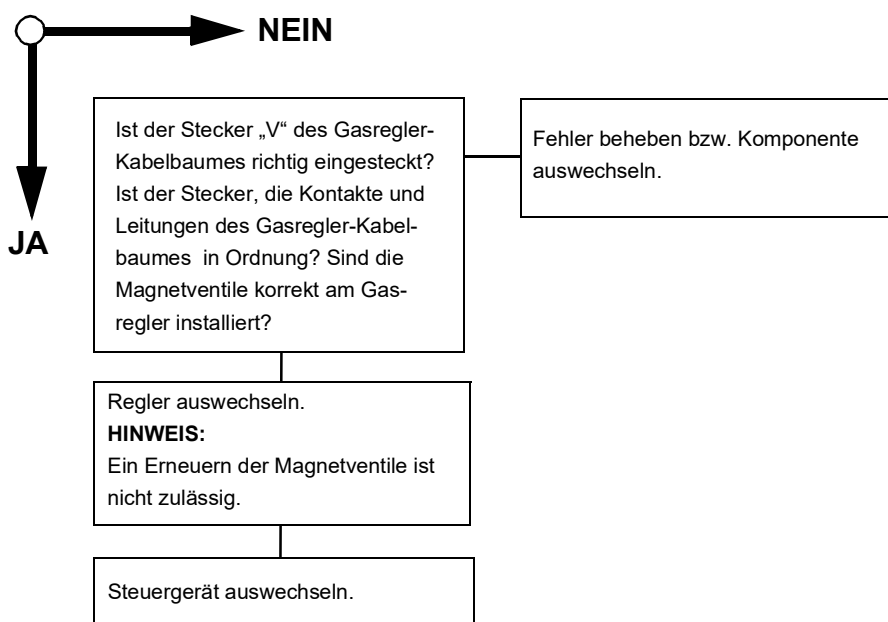 NEIN
JA
Ist der Stecker „V“ des Gasregler-
Kabelbaumes richtig eingesteckt?
Ist der Stecker, die Kontakte und
Leitungen des Gasregler-Kabel-
baumes in Ordnung? Sind die
Magnetventile korrekt am Gas-
regler installiert?
Fehler beheben bzw. Komponente
auswechseln.
Regler auswechseln.
HINWEIS:
Ein Erneuern der Magnetventile ist
nicht zulässig.
Steuergerät auswechseln.